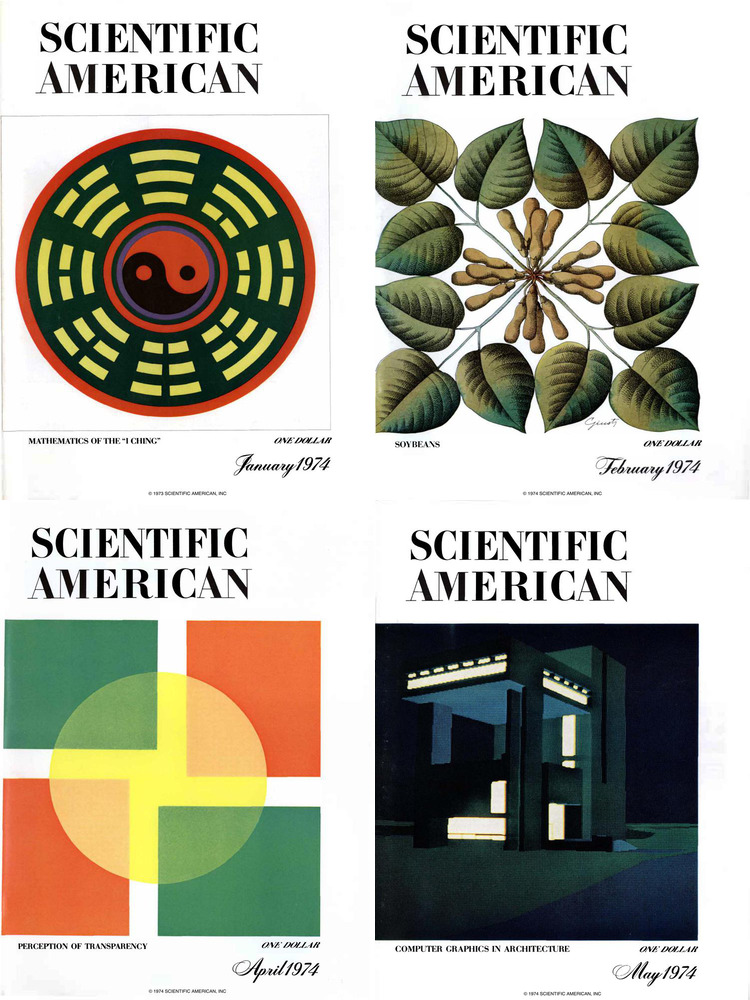 SCIENTIFIC
AMERICAN
MATHEMATICS OF THE "I CHING"
ONE DOLLAR
January 1974
© 1973 SCIENTIFIC AMERICAN, INC
SCIENTIFIC
AMERICAN
Giusti
SOYBEANS
ONE DOLLAR
February 1974
© 1974 SCIENTIFIC AMERICAN, INC
SCIENTIFIC
AMERICAN
PERCEPTION OF TRANSPARENCY
ONE DOLLAR
April 1974
© 1974 SCIENTIFIC AMERICAN, INC
SCIENTIFIC
AMERICAN
COMPUTER GRAPHICS IN ARCHITECTURE
ONE DOLLAR
May 1974
© 1974 SCIENTIFIC AMERICAN, INC